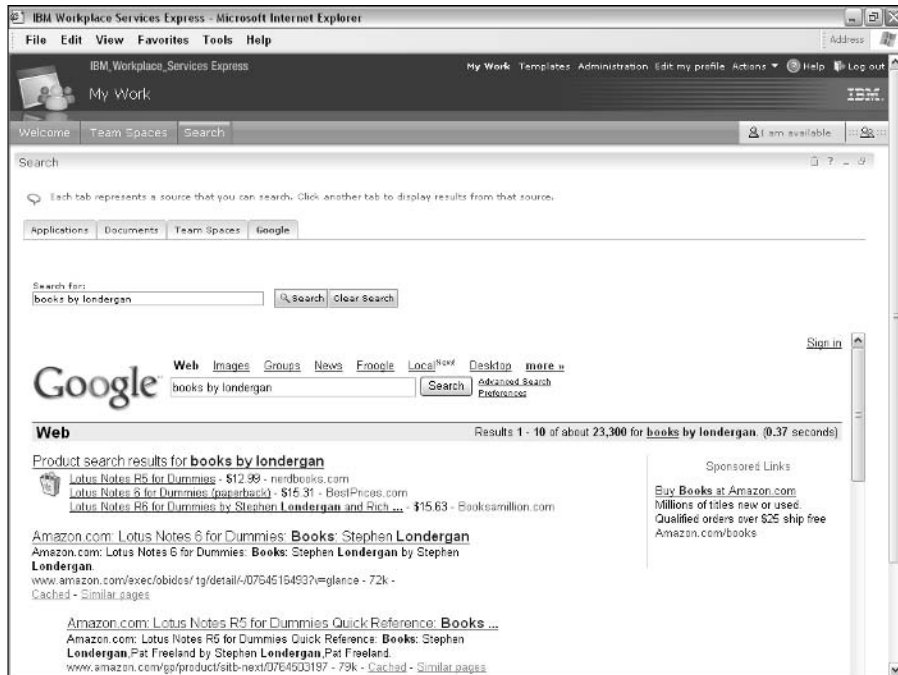 IBM Workplace Services Express - Microsoft Internet Explorer
File Edit View Favorites Tools Help Address
IBM_Workplace_Services Express
My Work Templates Administration Edit my profile Actions Help Log out
My Work
IBM.
Welcome Team Spaces Search
I am available
Search
Each tab represents a source that you can search. Click another tab to display results from that source.
Applications Documents Team Spaces Google
Search for:
books by londergan Search Clear Search
Sign in
Web Images Groups News Froogle Local New! Desktop more »
Google
books by londergan Search Advanced Search
Preferences
Web Results 1 - 10 of about 23,300 for books by londergan. (0.37 seconds)
Product search results for books by londergan
Lotus Notes R5 for Dummies - $12.99 - nerdbooks.com
Lotus Notes 6 for Dummies (paperback) - $15.31 - BestPrices.com
Lotus Notes R6 for Dummies by Stephen Londergan and Rich ... - $15.63 - Booksamillion.com
Sponsored Links
Buy Books at Amazon.com
Millions of titles new or used.
Qualified orders over $25 ship free
Amazon.com/books
Amazon.com: Lotus Notes 6 for Dummies: Books: Stephen Londergan
Amazon.com: Lotus Notes 6 for Dummies: Books: Stephen Londergan by Stephen
Londergan.
www.amazon.com/exec/obidos/ tg/detail/-/0764516493?v=glance - 72k -
Cached - Similar pages
Amazon.com: Lotus Notes R5 for Dummies Quick Reference: Books ...
Amazon.com: Lotus Notes R5 for Dummies Quick Reference: Books: Stephen
Londergan,Pat Freeland by Stephen Londergan,Pat Freeland.
www.amazon.com/gp/product/sitb-next/0764503197 - 79k - Cached - Similar pages